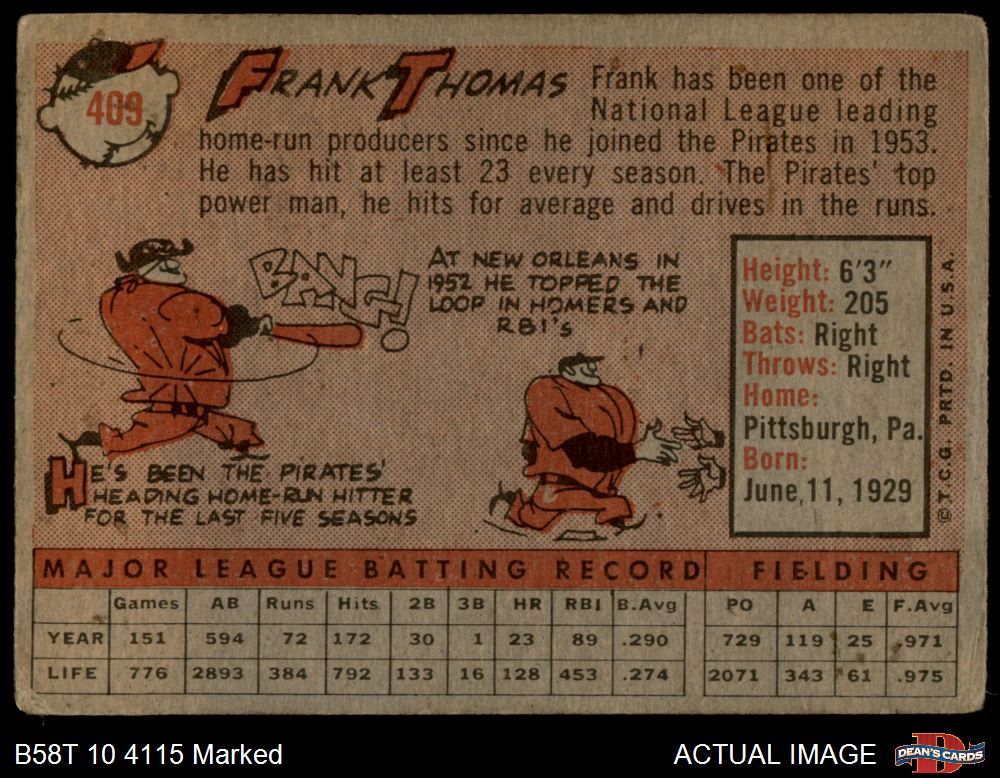 409
FRANK THOMAS
Frank has been one of the
National League leading
home-run producers since he joined the Pirates in 1953.
He has hit at least 23 every season. The Pirates' top
power man, he hits for average and drives in the runs.
BANG!
AT NEW ORLEANS IN
1952 HE TOPPED THE
LOOP IN HOMERS AND
RBI's
HE'S BEEN THE PIRATES'
HEADING HOME-RUN HITTER
FOR THE LAST FIVE SEASONS
Height: 6'3"
Weight: 205
Bats: Right
Throws: Right
Home:
Pittsburgh, Pa.
Born:
June, 11, 1929
©T.C.G. PRTD. IN U.S.A.
MAJOR LEAGUE BATTING RECORD FIELDING
Games AB Runs Hits 2B 3B HR RBI B.Avg PO A E F.Avg
YEAR 151 594 72 172 30 1 23 89 .290 729 119 25 .971
LIFE 776 2893 384 792 133 16 128 453 .274 2071 343 61 .975
B58T 10 4115 Marked
ACTUAL IMAGE
DEAN'S CARDS